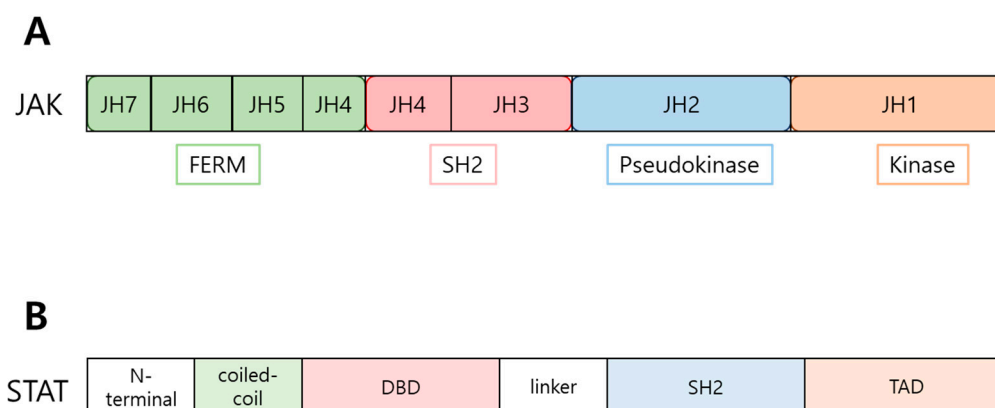 A
JAK JH7 JH6 JH5 JH4 JH4 JH3 JH2 JH1
FERM SH2 Pseudokinase Kinase
B
STAT N-
terminal coiled-
coil DBD linker SH2 TAD